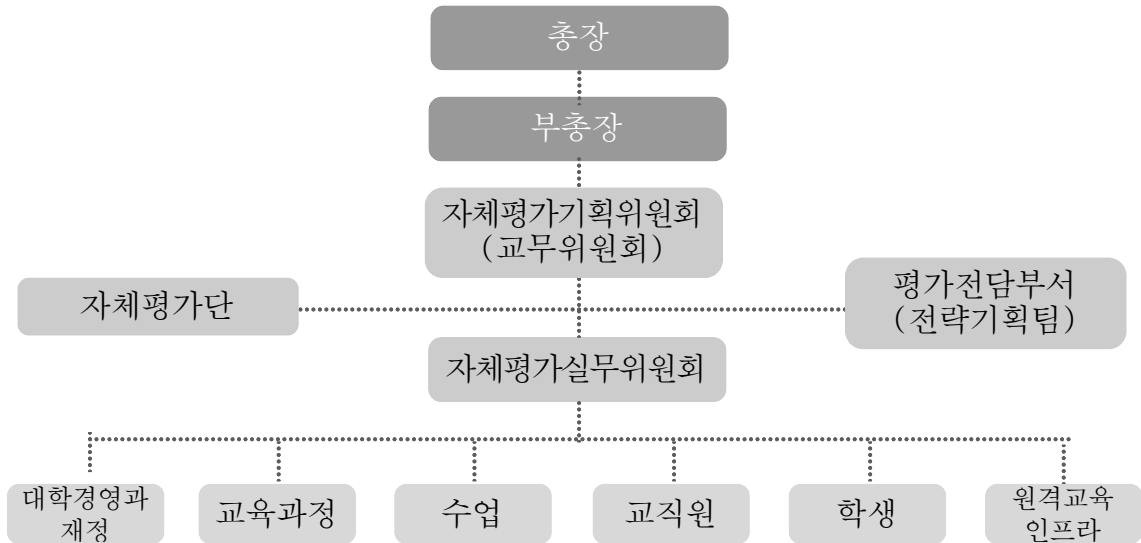 총장
부총장
자체평가기획위원회
(교무위원회)
자체평가단
평가전담부서
(전략기획팀)
자체평가실무위원회
대학경영과
재정
교육과정
수업
교직원
학생
원격교육
인프라